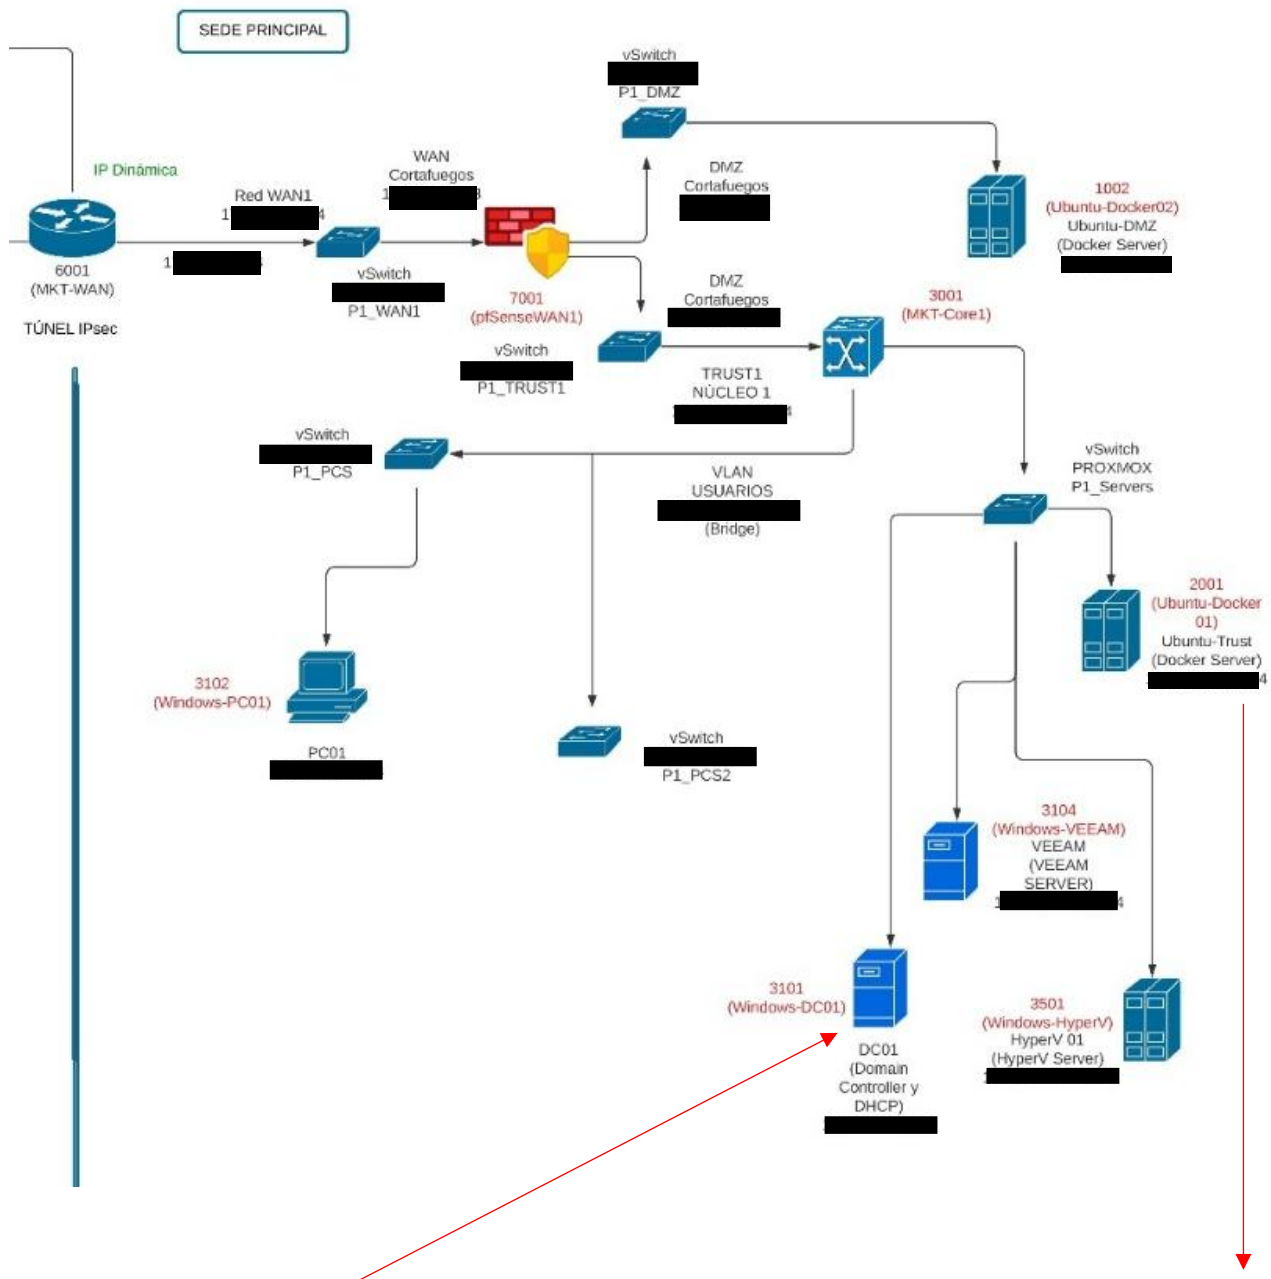 SEDE PRINCIPAL
vSwitch
P1_DMZ
IP Dinámica
WAN
Cortafuegos
DMZ
Cortafuegos
Red WAN1
1002
(Ubuntu-Docker02)
Ubuntu-DMZ
(Docker Server)
6001
(MKT-WAN)
vSwitch
P1_WAN1
7001
(pfSenseWAN1)
DMZ
Cortafuegos
3001
(MKT-Core1)
TÚNEL IPsec
vSwitch
P1_TRUST1
TRUST1
NÚCLEO 1
vSwitch
P1_PCS
VLAN
USUARIOS
(Bridge)
vSwitch
PROXMOX
P1_Servers
2001
(Ubuntu-Docker
01)
Ubuntu-Trust
(Docker Server)
3102
(Windows-PC01)
PC01
vSwitch
P1_PCS2
3104
(Windows-VEEAM)
VEEAM
(VEEAM
SERVER)
3101
(Windows-DC01)
DC01
(Domain
Controller y
DHCP)
3501
(Windows-HyperV)
HyperV 01
(HyperV Server)